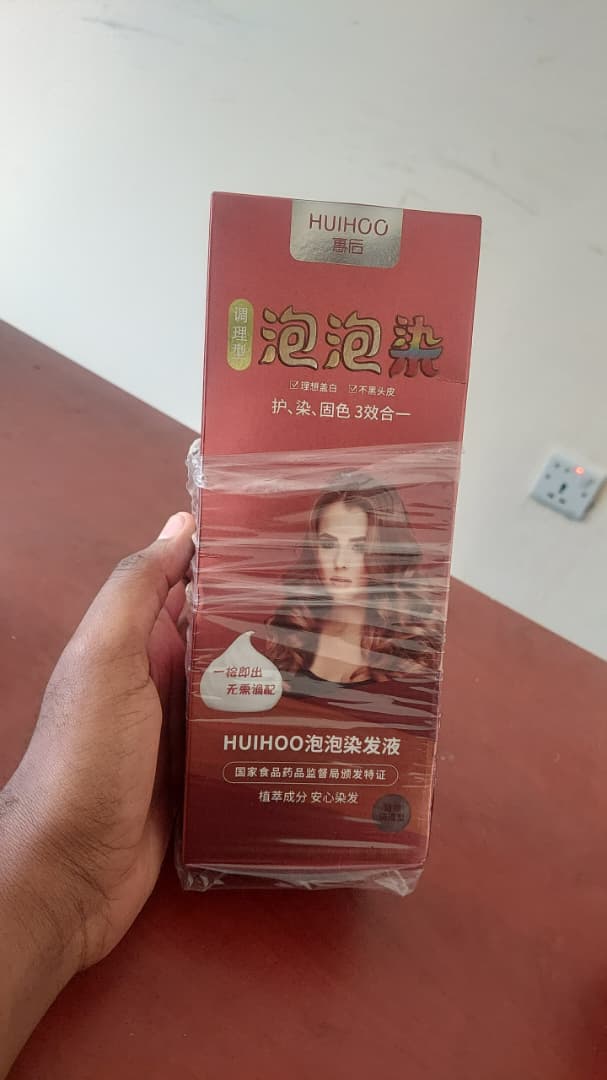 HUIHOO
惠后
调理型
泡泡染
理想盖白 不黑头皮
护、染、固色 3效合一
一抢即出
无需调配
HUIHOO泡泡染发液
国家食品药品监督局颁发特证
植萃成分 安心染发